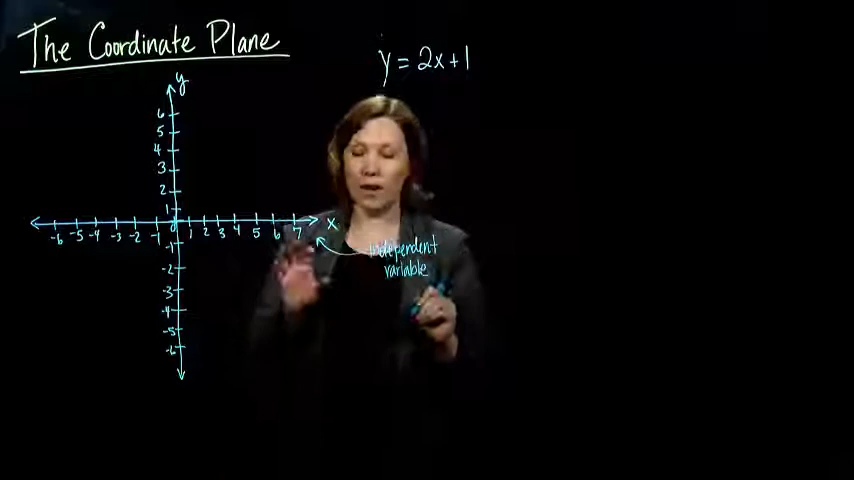 The Coordinate Plane
y = 2x+1
y
6
5
4
3
2
1
-6 -5 -4 -3 -2 -1 0 1 2 3 4 5 6 7 x
-1
-2
-3
-4
-5
-6
independent
variable